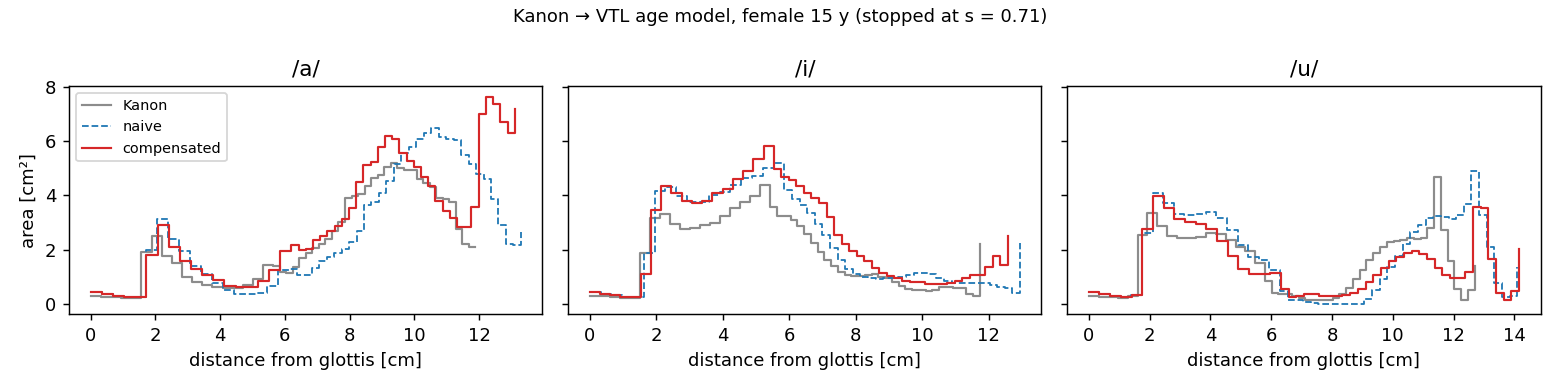 Kanon → VTL age model, female 15 y (stopped at s = 0.71)
/a/
/i/
/u/
Kanon
naive
compensated
area [cm²]
8
6
4
2
0
0 2 4 6 8 10 12
0 2 4 6 8 10 12
0 2 4 6 8 10 12 14
distance from glottis [cm]
distance from glottis [cm]
distance from glottis [cm]